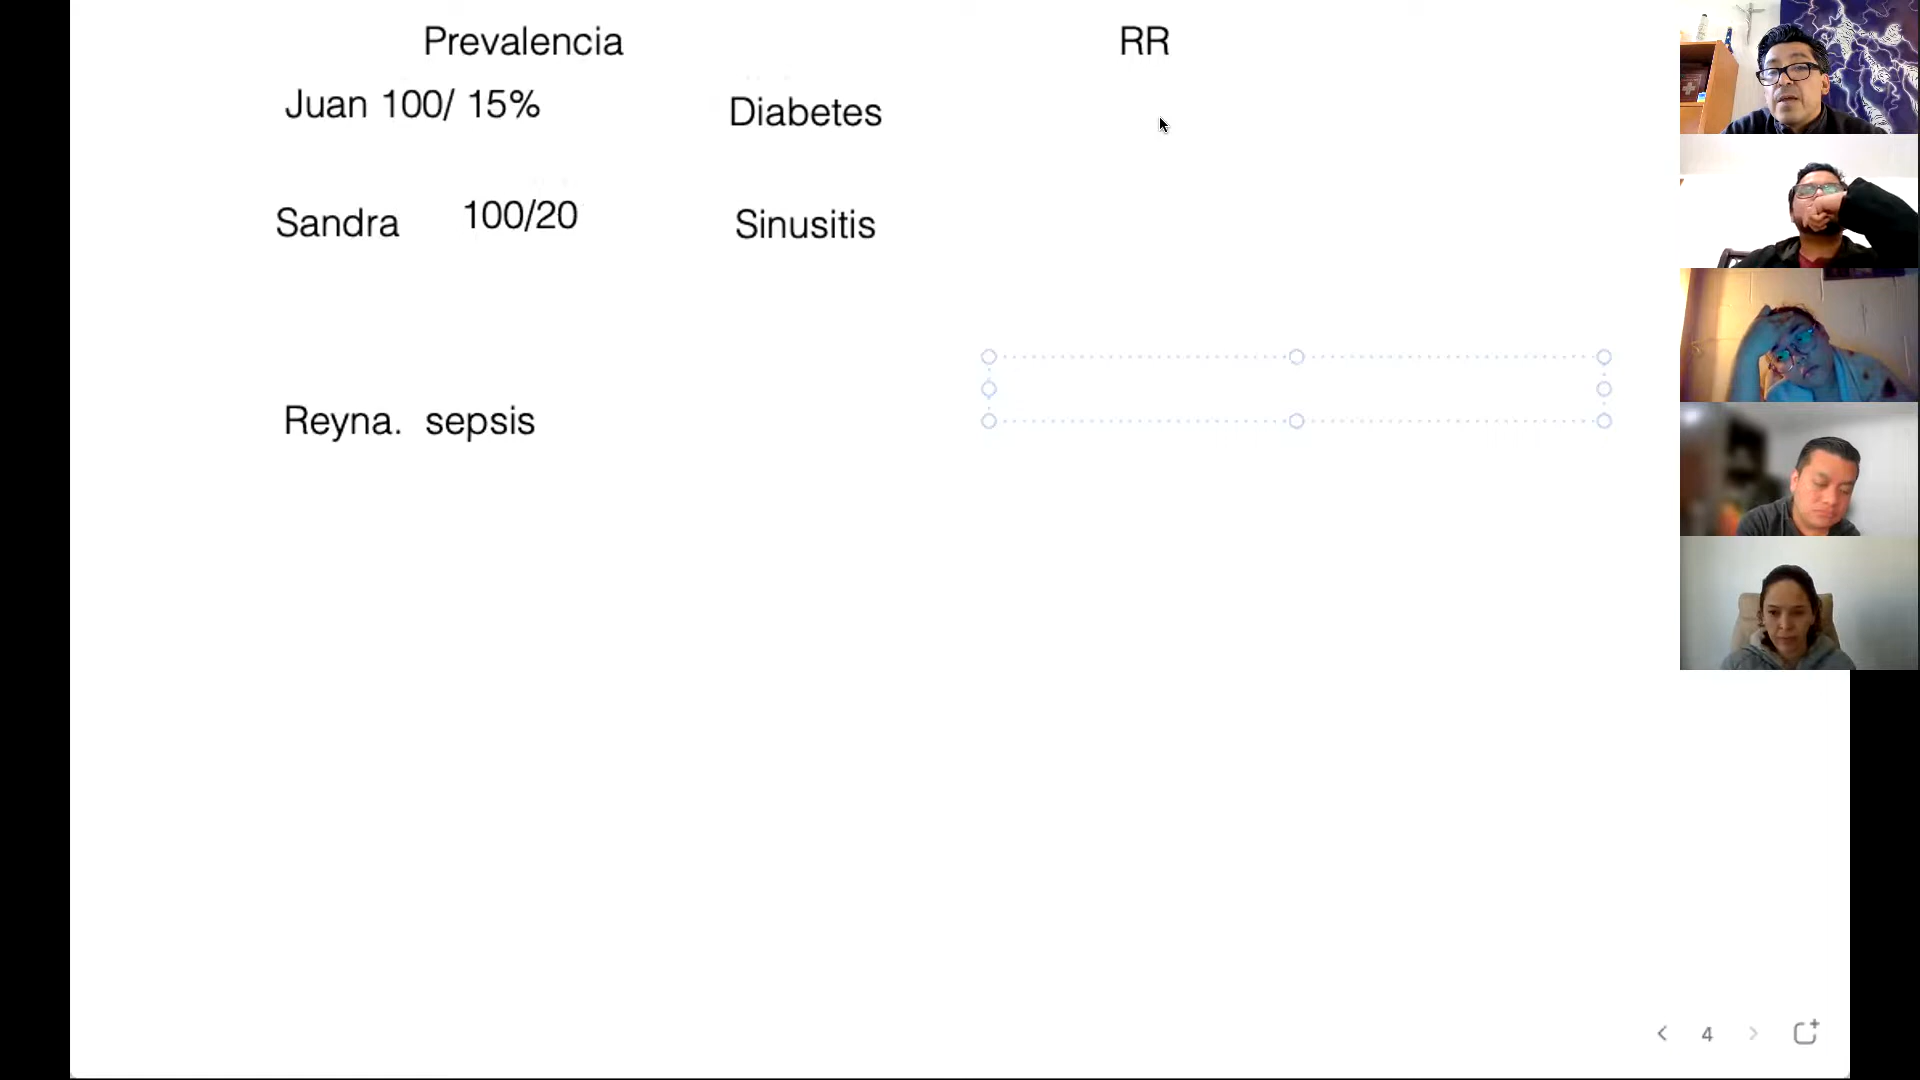 Prevalencia RR
Juan 100/ 15% Diabetes
Sandra 100/20 Sinusitis
Reyna. sepsis
4